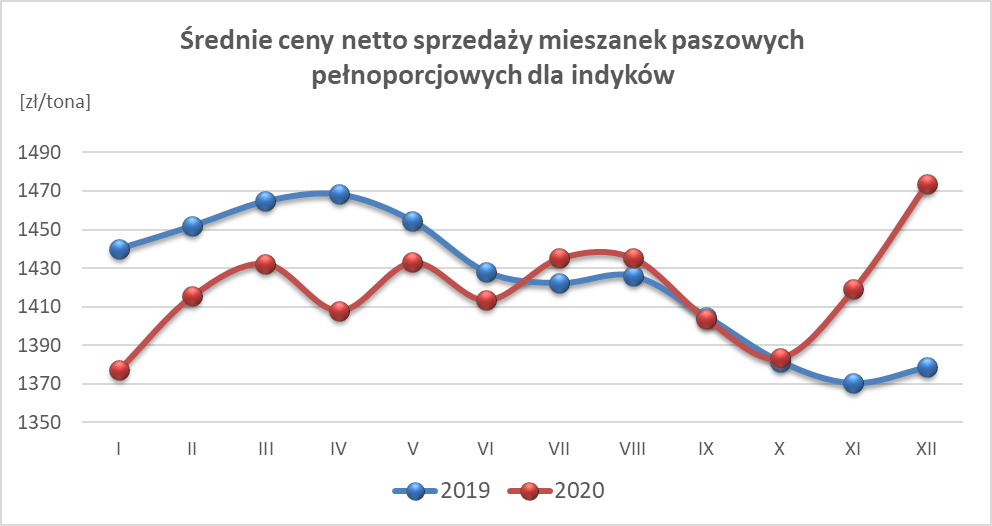 Średnie ceny netto sprzedaży mieszanek paszowych
pełnoporcjowych dla indyków
[zł/tona]
1490
1470
1450
1430
1410
1390
1370
1350
I II III IV V VI VII VIII IX X XI XII
2019 2020